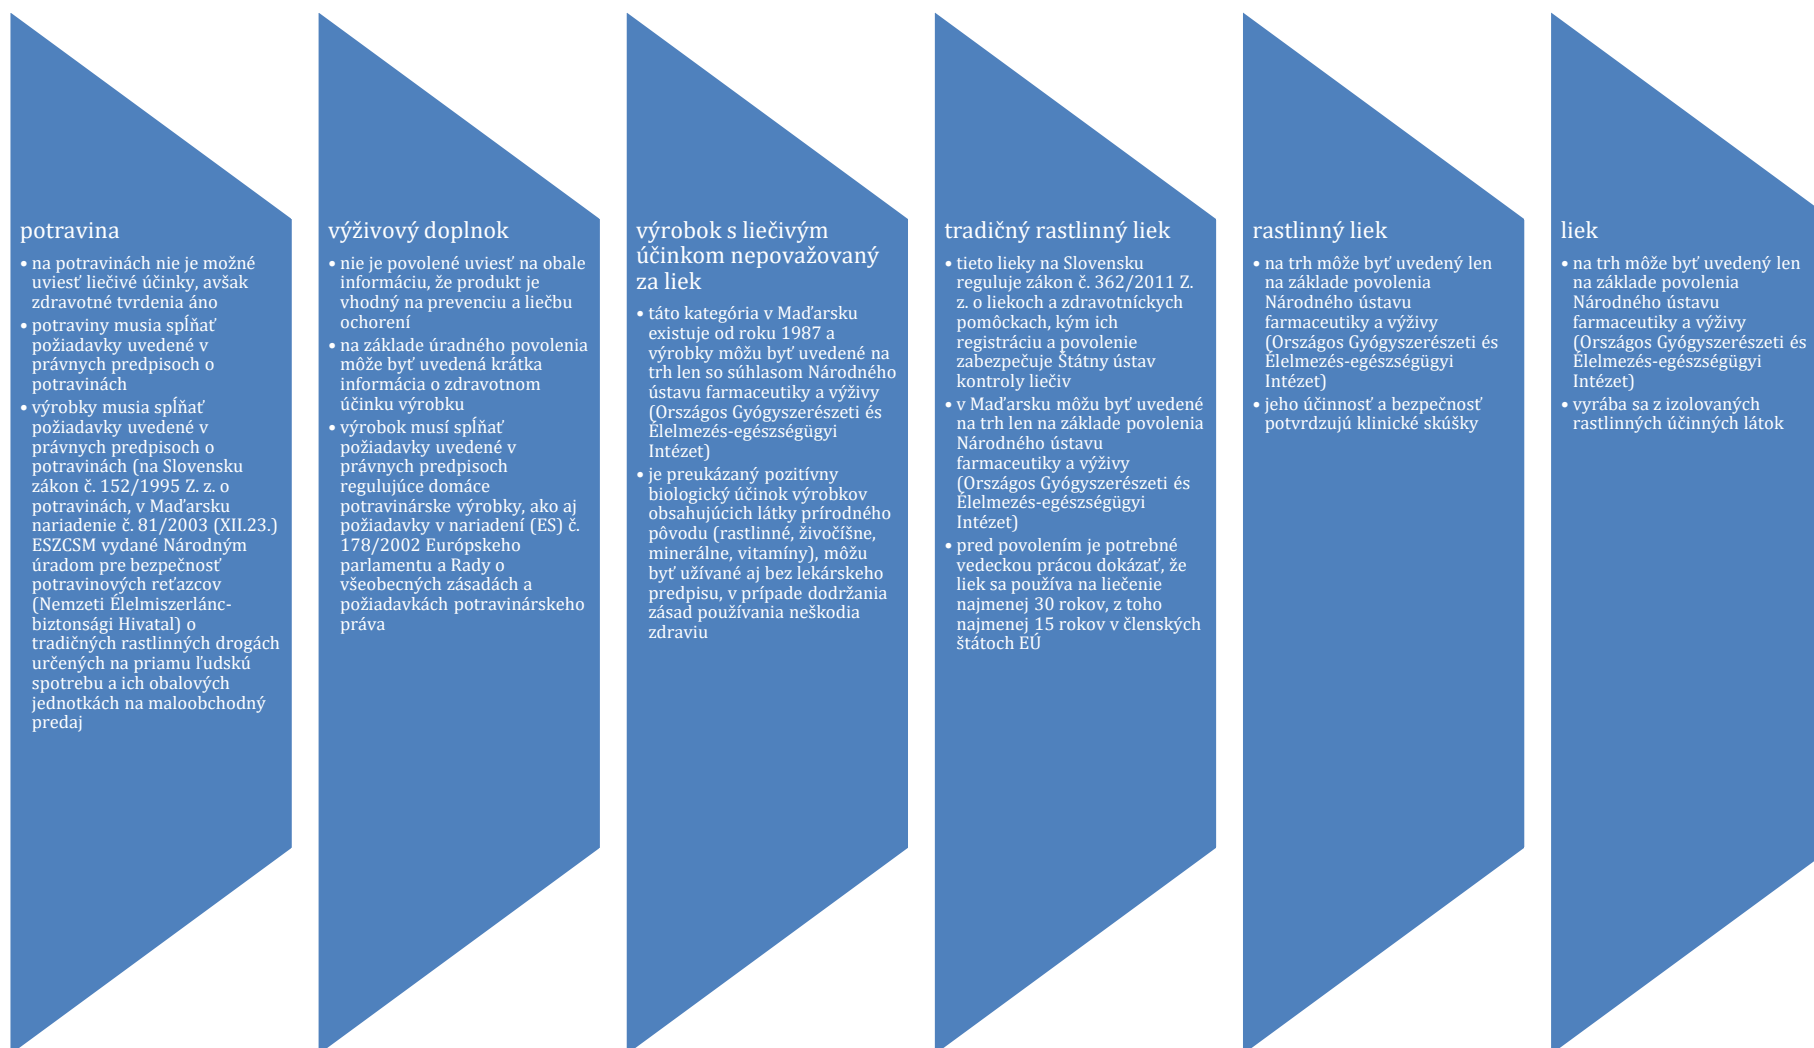 potravina
• na potravinách nie je možné
uviesť liečivé účinky, avšak
zdravotné tvrdenia áno
• potraviny musia spĺňať
požiadavky uvedené v
právnych predpisoch o
potravinách
• výrobky musia spĺňať
požiadavky uvedené v
právnych predpisoch o
potravinách (na Slovensku
zákon č. 152/1995 Z. z. o
potravinách, v Maďarsku
nariadenie č. 81/2003 (XII.23.)
ESZCSM vydané Národným
úradom pre bezpečnosť
potravinových reťazcov
(Nemzeti Élelmiszerlánc-
biztonsági Hivatal) o
tradičných rastlinných drogách
určených na priamu ľudskú
spotrebu a ich obalových
jednotkách na maloobchodný
predaj
výživový doplnok
• nie je povolené uviesť na obale
informáciu, že produkt je
vhodný na prevenciu a liečbu
ochorení
• na základe úradného povolenia
môže byť uvedená krátka
informácia o zdravotnom
účinku výrobku
• výrobok musí spĺňať
požiadavky uvedené v
právnych predpisoch
regulujúce domáce
potravinárske výrobky, ako aj
požiadavky v nariadení (ES) č.
178/2002 Európskeho
parlamentu a Rady o
všeobecných zásadách a
požiadavkách potravinárskeho
práva
výrobok s liečivým
účinkom nepovažovaný
za liek
• táto kategória v Maďarsku
existuje od roku 1987 a
výrobky môžu byť uvedené na
trh len so súhlasom Národného
ústavu farmaceutiky a výživy
(Országos Gyógyszerészeti és
Élelmezés-egészségügyi
Intézet)
• je preukázaný pozitívny
biologický účinok výrobkov
obsahujúcich látky prírodného
pôvodu (rastlinné, živočíšne,
minerálne, vitamíny), môžu
byť užívané aj bez lekárskeho
predpisu, v prípade dodržania
zásad používania neškodia
zdraviu
tradičný rastlinný liek
• tieto lieky na Slovensku
reguluje zákon č. 362/2011 Z.
z. o liekoch a zdravotníckych
pomôckach, kým ich
registráciu a povolenie
zabezpečuje Štátny ústav
kontroly liečiv
• v Maďarsku môžu byť uvedené
na trh len na základe povolenia
Národného ústavu
farmaceutiky a výživy
(Országos Gyógyszerészeti és
Élelmezés-egészségügyi
Intézet)
• pred povolením je potrebné
vedeckou prácou dokázať, že
liek sa používa na liečenie
najmenej 30 rokov, z toho
najmenej 15 rokov v členských
štátoch EÚ
rastlinný liek
• na trh môže byť uvedený len
na základe povolenia
Národného ústavu
farmaceutiky a výživy
(Országos Gyógyszerészeti és
Élelmezés-egészségügyi
Intézet)
• jeho účinnosť a bezpečnosť
potvrdzujú klinické skúšky
liek
• na trh môže byť uvedený len
na základe povolenia
Národného ústavu
farmaceutiky a výživy
(Országos Gyógyszerészeti és
Élelmezés-egészségügyi
Intézet)
• vyrába sa z izolovaných
rastlinných účinných látok